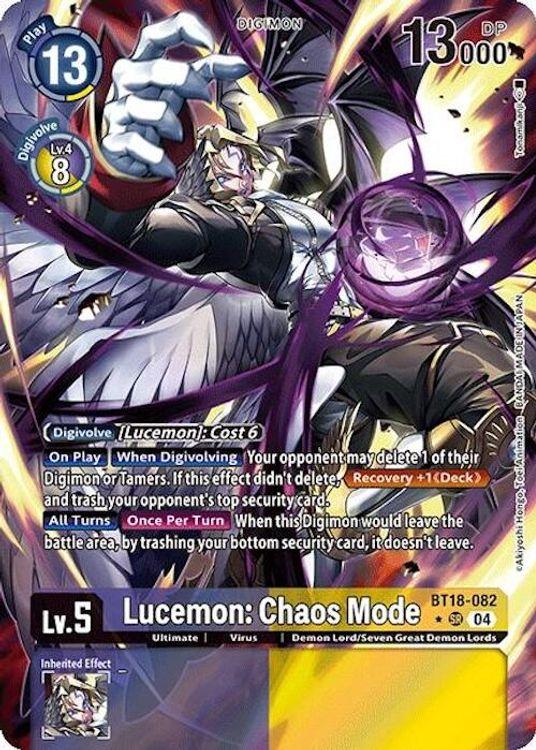 DIGIMON
Play
13
13000
DP
Digivolve
Lv.4
8
Tonamikanji
Digivolve [Lucemon]: Cost 6
On Play When Digivolving Your opponent may delete 1 of their
Digimon or Tamers. If this effect didn't delete, Recovery +1《Deck》
and trash your opponent's top security card.
All Turns Once Per Turn When this Digimon would leave the
battle area, by trashing your bottom security card, it doesn't leave.
©Akiyoshi Hongo, Toei Animation BANDAI MADE IN JAPAN
Lv.5
Lucemon: Chaos Mode
BT18-082
SR 04
Ultimate | Virus | Demon Lord/Seven Great Demon Lords
Inherited Effect
–